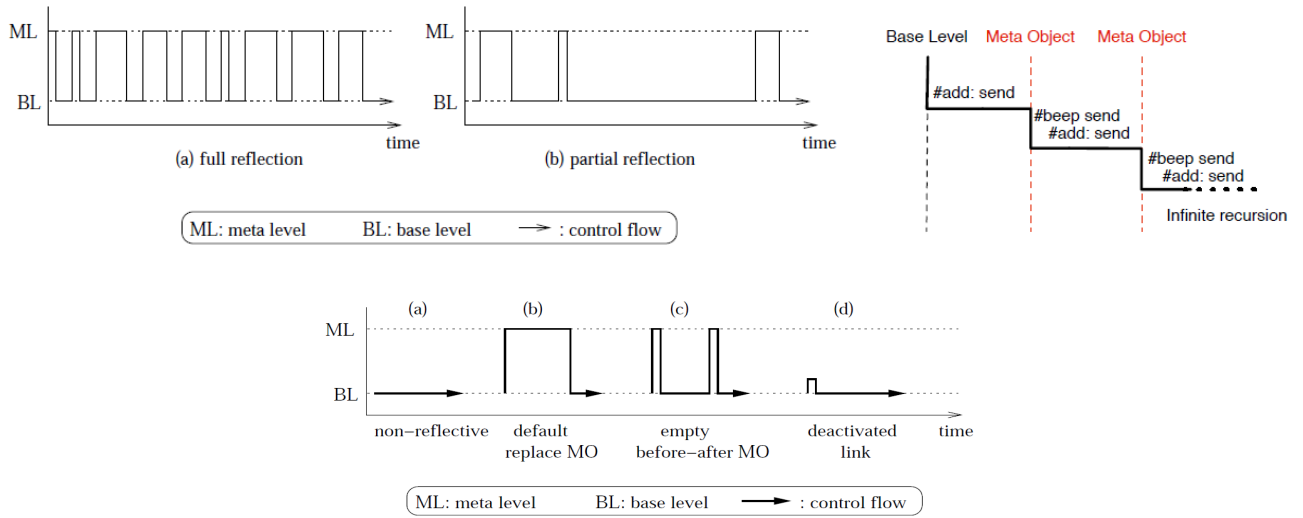 ML
BL
time
(a) full reflection
ML
BL
time
(b) partial reflection
ML: meta level BL: base level : control flow
Base Level Meta Object Meta Object
#add: send
#beep send
#add: send
#beep send
#add: send
Infinite recursion
(a) (b) (c) (d)
ML
BL
non-reflective default empty deactivated time
replace MO before-after MO link
ML: meta level BL: base level : control flow